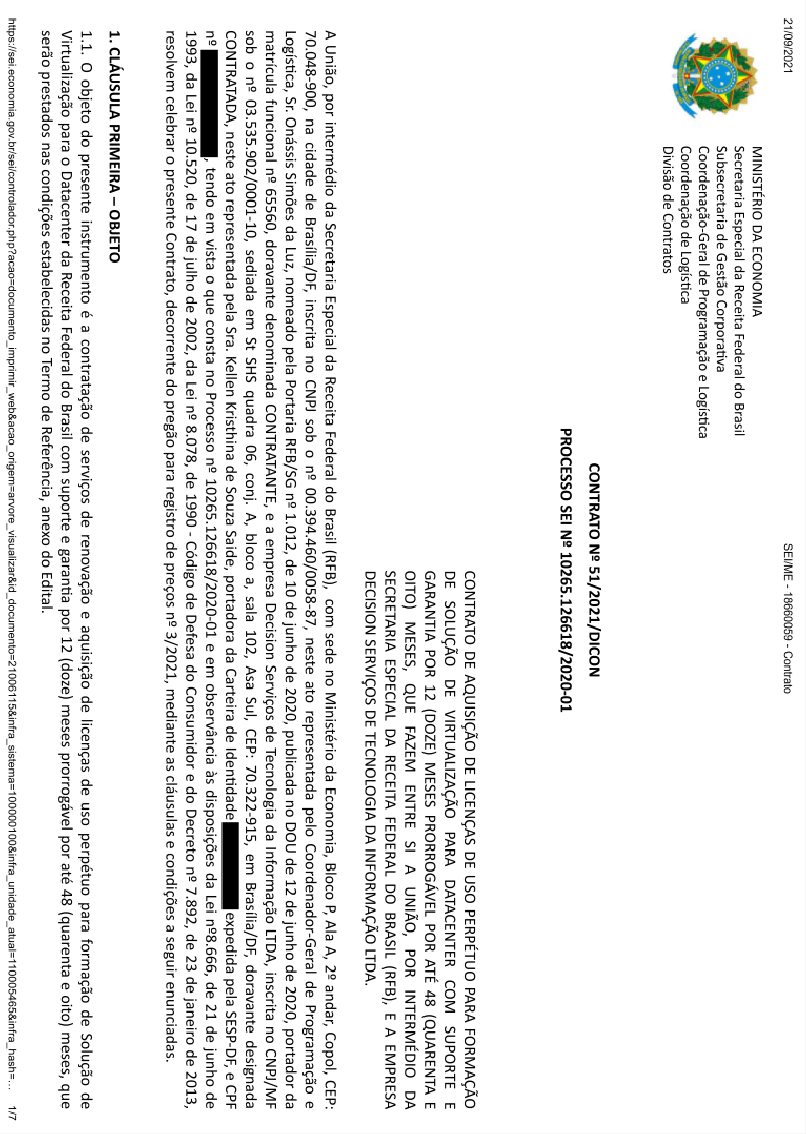 21/09/2021
SEI/ME - 18660059 - Contrato
MINISTÉRIO DA ECONOMIA
Secretaria Especial da Receita Federal do Brasil
Subsecretaria de Gestão Corporativa
Coordenação-Geral de Programação e Logística
Coordenação de Logística
Divisão de Contratos
CONTRATO Nº 51/2021/DICON
PROCESSO SEI Nº 10265.126618/2020-01
CONTRATO DE AQUISIÇÃO DE LICENÇAS DE USO PERPÉTUO PARA FORMAÇÃO
DE SOLUÇÃO DE VIRTUALIZAÇÃO PARA DATACENTER COM SUPORTE E
GARANTIA POR 12 (DOZE) MESES PRORROGÁVEL POR ATÉ 48 (QUARENTA E
OITO) MESES, QUE FAZEM ENTRE SI A UNIÃO, POR INTERMÉDIO DA
SECRETARIA ESPECIAL DA RECEITA FEDERAL DO BRASIL (RFB), E A EMPRESA
DECISION SERVIÇOS DE TECNOLOGIA DA INFORMAÇÃO LTDA.
A União, por intermédio da Secretaria Especial da Receita Federal do Brasil (RFB), com sede no Ministério da Economia, Bloco P, Ala A, 2º andar, Copol, CEP:
70.048-900, na cidade de Brasília/DF, inscrita no CNPJ sob o nº 00.394.460/0058-87, neste ato representada pelo Coordenador-Geral de Programação e
Logística, Sr. Onássis Simões da Luz, nomeado pela Portaria RFB/SG nº 1.012, de 10 de junho de 2020, publicada no DOU de 12 de junho de 2020, portador da
matrícula funcional nº 65560, doravante denominada CONTRATANTE, e a empresa Decision Serviços de Tecnologia da Informação LTDA, inscrita no CNPJ/MF
sob o nº 03.535.902/0001-10, sediada em St SHS quadra 06, conj. A, bloco a, sala 102, Asa Sul, CEP: 70.322-915, em Brasília/DF, doravante designada
CONTRATADA, neste ato representada pela Sra. Kellen Kristhina de Souza Saide, portadora da Carteira de Identidade expedida pela SESP-DF, e CPF
nº , tendo em vista o que consta no Processo nº 10265.126618/2020-01 e em observância às disposições da Lei nº8.666, de 21 de junho de
1993, da Lei nº 10.520, de 17 de julho de 2002, da Lei nº 8.078, de 1990 - Código de Defesa do Consumidor e do Decreto nº 7.892, de 23 de janeiro de 2013,
resolvem celebrar o presente Contrato, decorrente do pregão para registro de preços nº 3/2021, mediante as cláusulas e condições a seguir enunciadas.
1. CLÁUSULA PRIMEIRA – OBJETO
1.1. O objeto do presente instrumento é a contratação de serviços de renovação e aquisição de licenças de uso perpétuo para formação de Solução de
Virtualização para o Datacenter da Receita Federal do Brasil com suporte e garantia por 12 (doze) meses prorrogável por até 48 (quarenta e oito) meses, que
serão prestados nas condições estabelecidas no Termo de Referência, anexo do Edital.
https://sei.economia.gov.br/sei/controlador.php?acao=documento_imprimir_web&acao_origem=arvore_visualizar&id_documento=21006115&infra_sistema=100000100&infra_unidade_atual=110005465&infra_hash=...
1/7